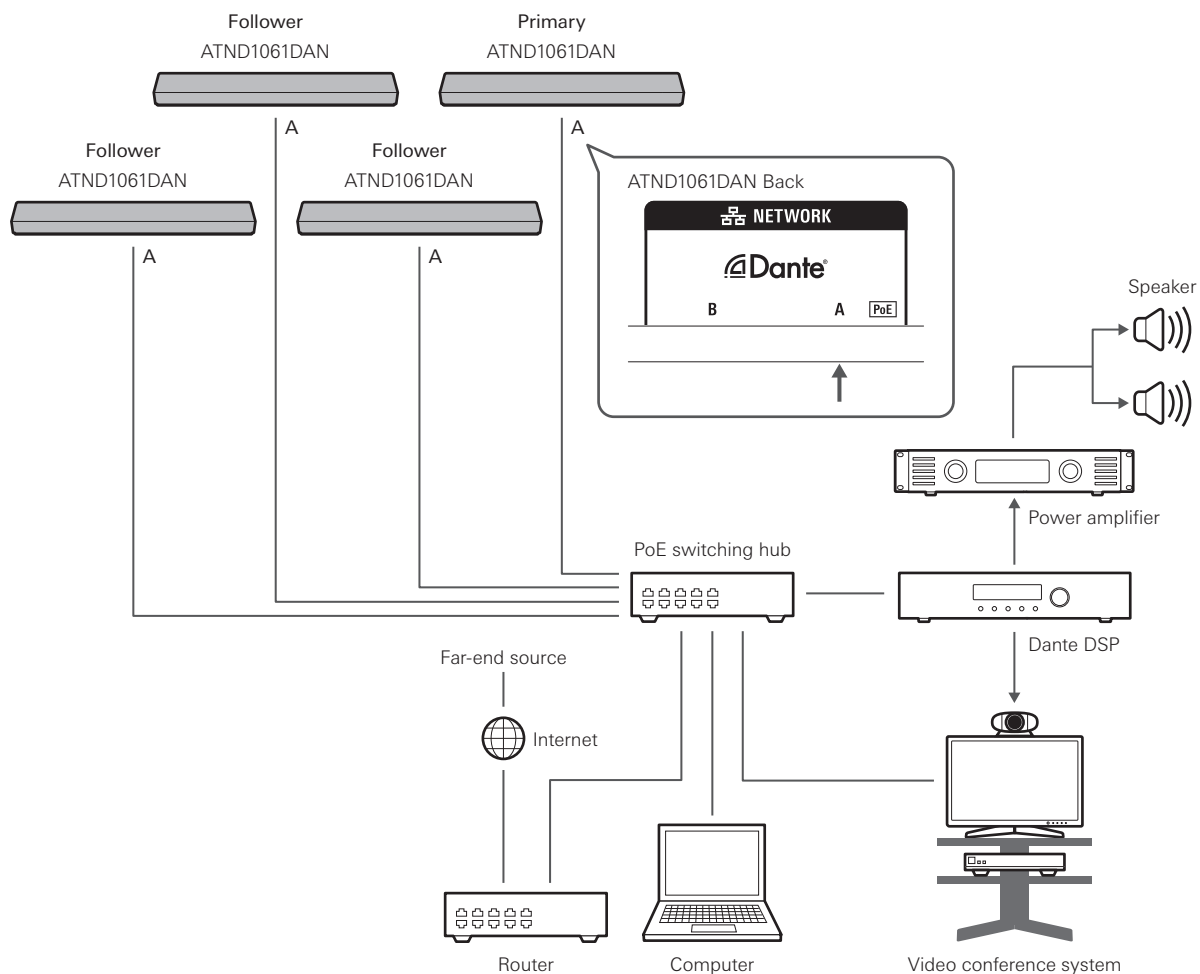 Follower
ATND1061DAN
Primary
ATND1061DAN
A
A
Follower
ATND1061DAN
Follower
ATND1061DAN
A
A
ATND1061DAN Back
NETWORK
Dante®
B A PoE
Speaker
Power amplifier
PoE switching hub
Dante DSP
Far-end source
Internet
Router
Computer
Video conference system